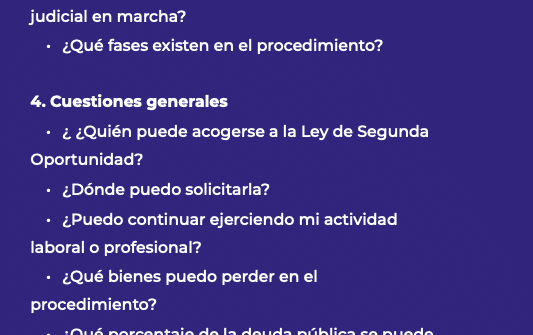 judicial en marcha?
• ¿Qué fases existen en el procedimiento?
4. Cuestiones generales
• ¿ ¿Quién puede acogerse a la Ley de Segunda
Oportunidad?
• ¿Dónde puedo solicitarla?
• ¿Puedo continuar ejerciendo mi actividad
laboral o profesional?
• ¿Qué bienes puedo perder en el
procedimiento?
• ¿Qué porcentaje de la deuda pública se puede